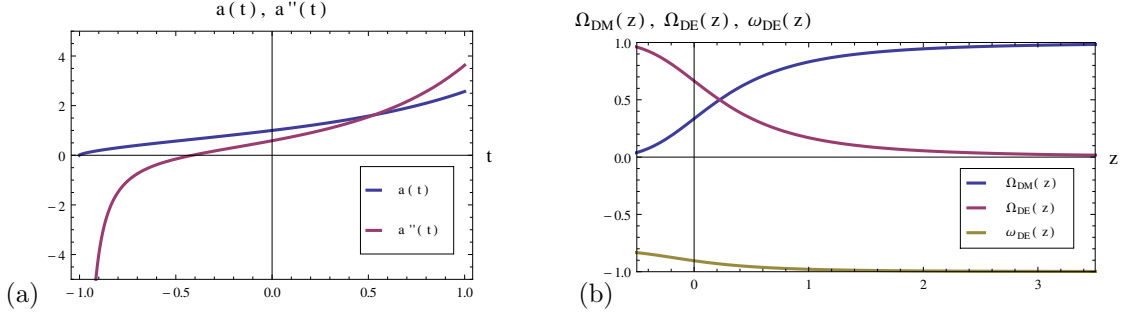 a(t), a''(t)
4
2
0
-2
-4
-1.0
-0.5
0.0
0.5
1.0
t
a(t)
a''(t)
(a)
Ω_DM(z), Ω_DE(z), ω_DE(z)
1.0
0.5
0.0
-0.5
-1.0
0
1
2
3
z
Ω_DM(z)
Ω_DE(z)
ω_DE(z)
(b)